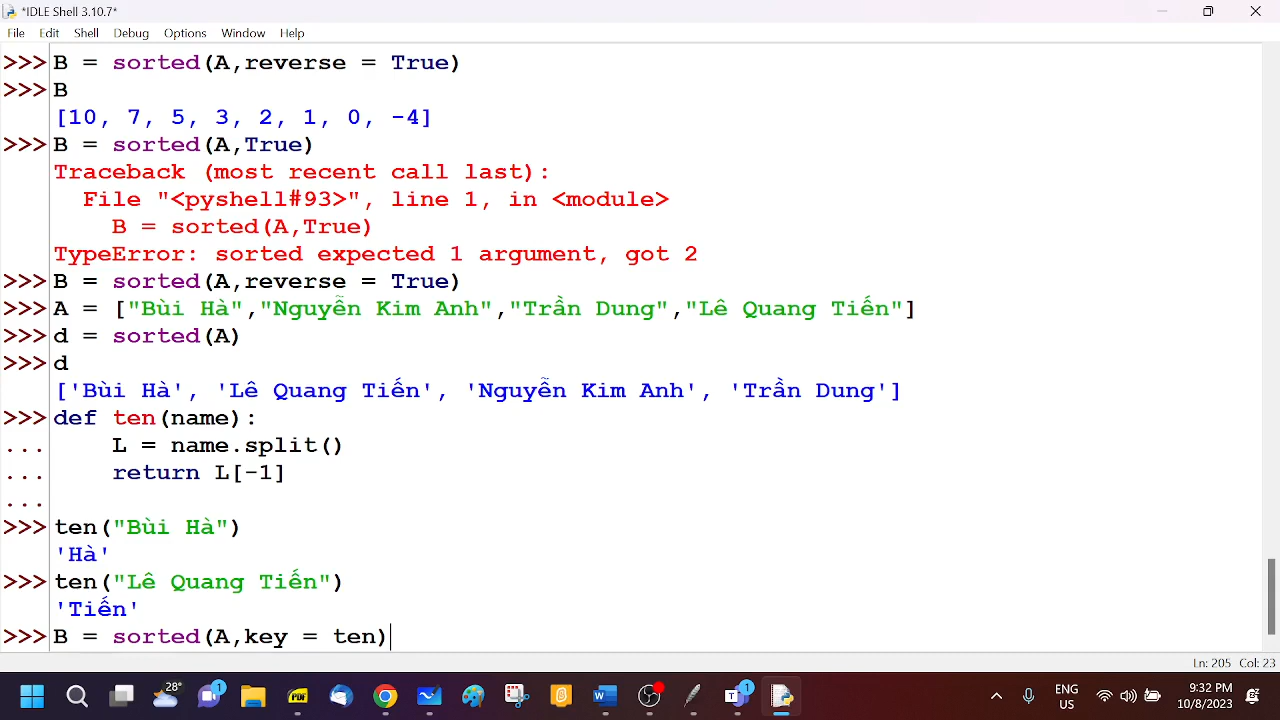 *IDLE Shell 3.10.7*
File Edit Shell Debug Options Window Help
>>> B = sorted(A,reverse = True)
>>> B
[10, 7, 5, 3, 2, 1, 0, -4]
>>> B = sorted(A,True)
Traceback (most recent call last):
  File "<pyshell#93>", line 1, in <module>
    B = sorted(A,True)
TypeError: sorted expected 1 argument, got 2
>>> B = sorted(A,reverse = True)
>>> A = ["Bùi Hà","Nguyễn Kim Anh","Trần Dung","Lê Quang Tiến"]
>>> d = sorted(A)
>>> d
['Bùi Hà', 'Lê Quang Tiến', 'Nguyễn Kim Anh', 'Trần Dung']
>>> def ten(name):
...     L = name.split()
...     return L[-1]
...
>>> ten("Bùi Hà")
'Hà'
>>> ten("Lê Quang Tiến")
'Tiến'
>>> B = sorted(A,key = ten)
Ln: 205 Col: 23
28°
1
PDF
W
1
ENG
US
9:32 PM
10/8/2023